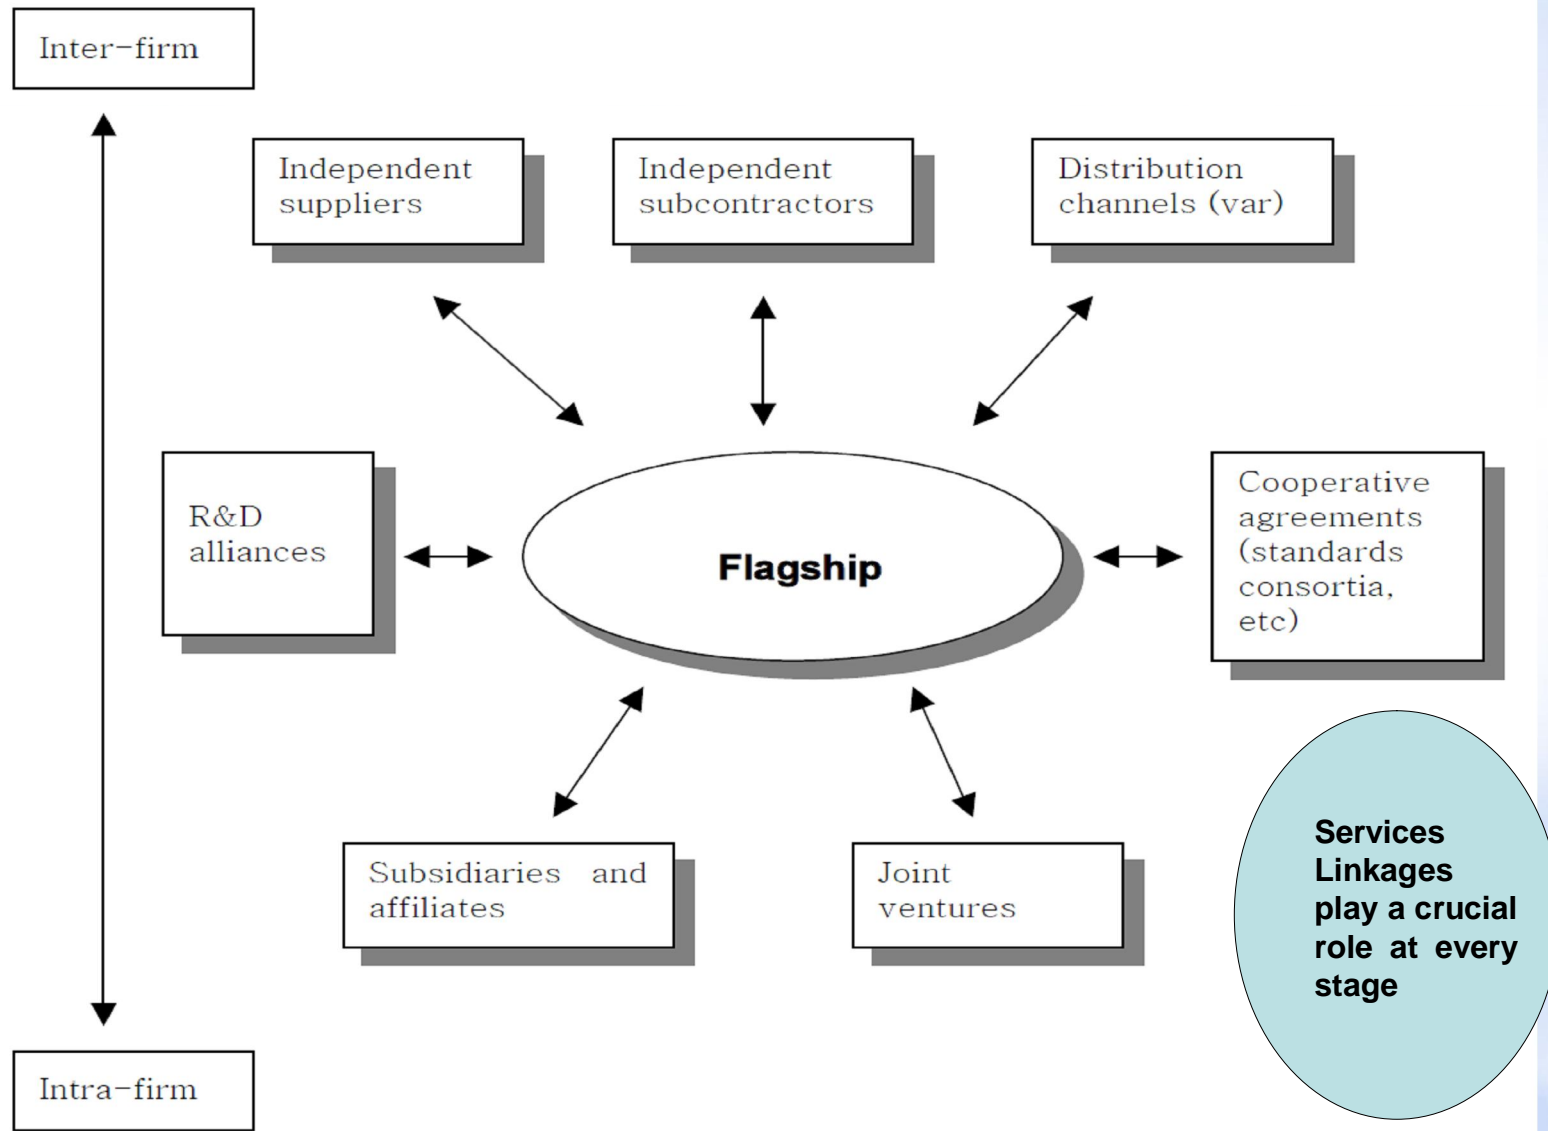 Inter-firm
Independent
suppliers
Independent
subcontractors
Distribution
channels (var)
R&D
alliances
Flagship
Cooperative
agreements
(standards
consortia,
etc)
Subsidiaries and
affiliates
Joint
ventures
Services
Linkages
play a crucial
role at every
stage
Intra-firm